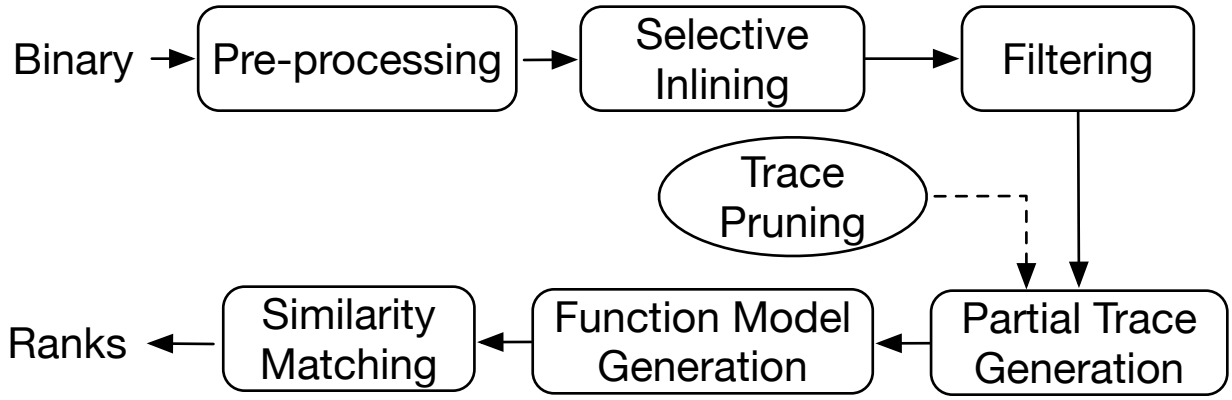 Binary
Pre-processing
Selective
Inlining
Filtering
Trace
Pruning
Ranks
Similarity
Matching
Function Model
Generation
Partial Trace
Generation